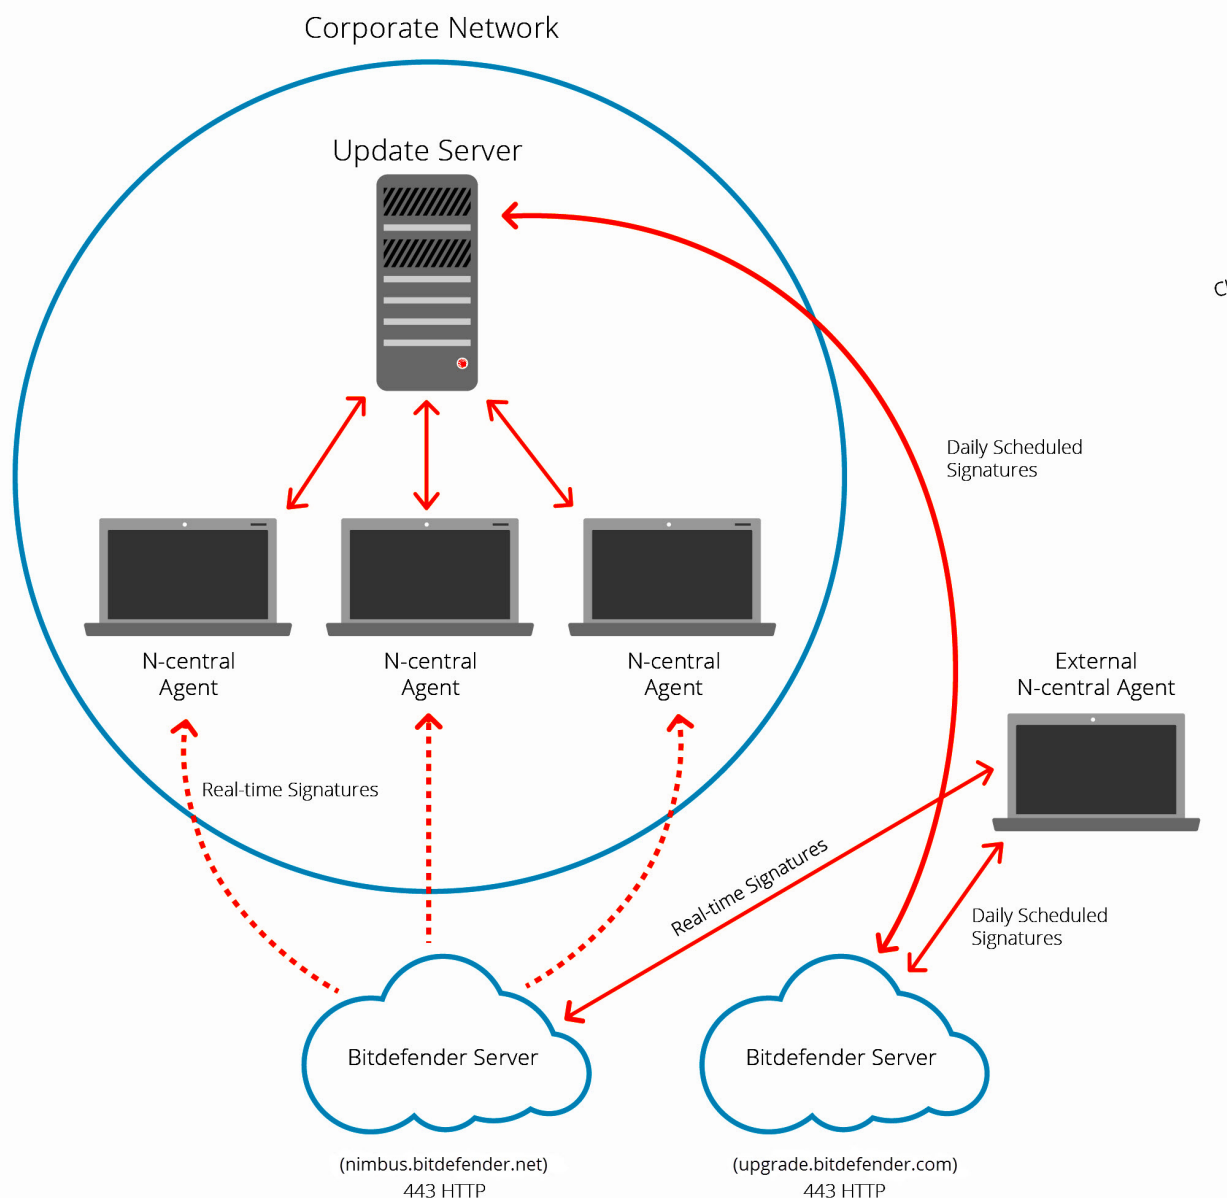 Corporate Network
Update Server
Daily Scheduled
Signatures
N-central
Agent
N-central
Agent
N-central
Agent
External
N-central Agent
Real-time Signatures
Real-time Signatures
Daily Scheduled
Signatures
Bitdefender Server
Bitdefender Server
(nimbus.bitdefender.net)
443 HTTP
(upgrade.bitdefender.com)
443 HTTP